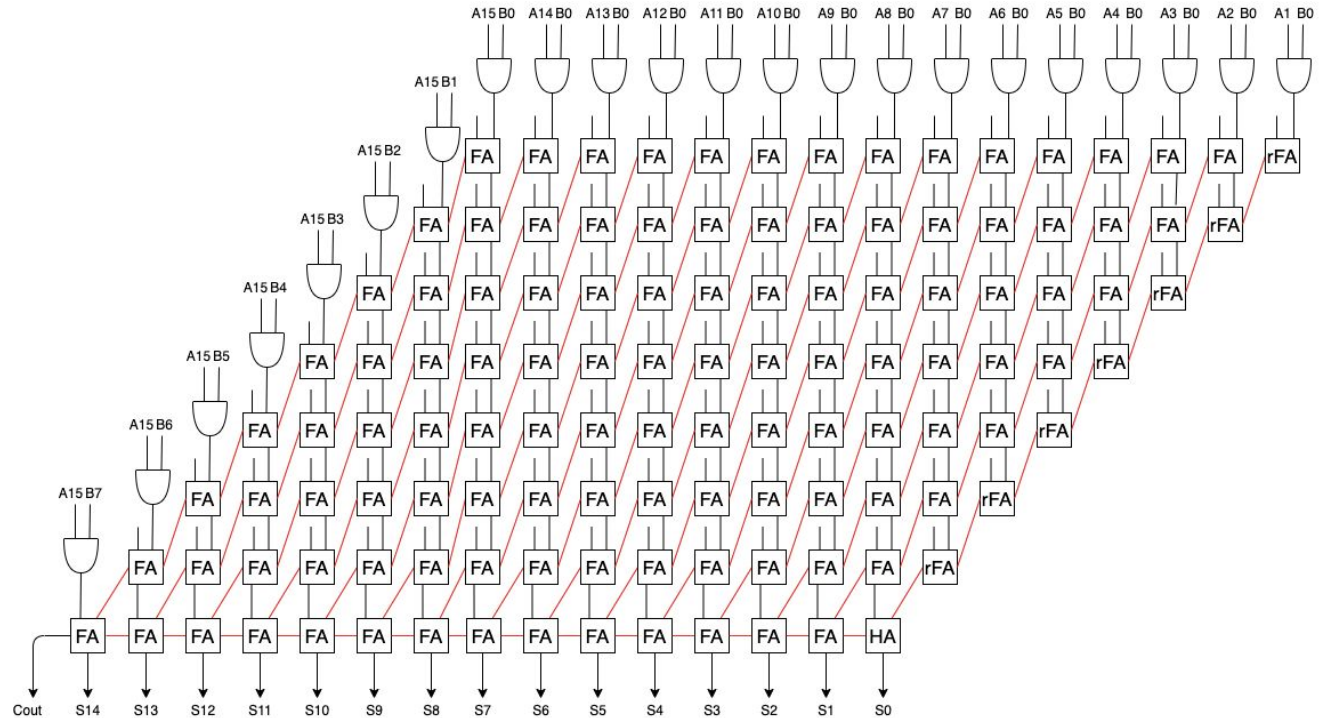 A15 B0 A14 B0 A13 B0 A12 B0 A11 B0 A10 B0 A9 B0 A8 B0 A7 B0 A6 B0 A5 B0 A4 B0 A3 B0 A2 B0 A1 B0
A15 B1
A15 B2
FA FA FA FA FA FA FA FA FA FA FA FA FA FA rFA
A15 B3
FA FA FA FA FA FA FA FA FA FA FA FA FA FA rFA
A15 B4
FA FA FA FA FA FA FA FA FA FA FA FA FA FA rFA
A15 B5
FA FA FA FA FA FA FA FA FA FA FA FA FA FA rFA
A15 B6
FA FA FA FA FA FA FA FA FA FA FA FA FA FA rFA
A15 B7
FA FA FA FA FA FA FA FA FA FA FA FA FA FA rFA
FA FA FA FA FA FA FA FA FA FA FA FA FA FA rFA
FA FA FA FA FA FA FA FA FA FA FA FA FA FA HA
Cout S14 S13 S12 S11 S10 S9 S8 S7 S6 S5 S4 S3 S2 S1 S0